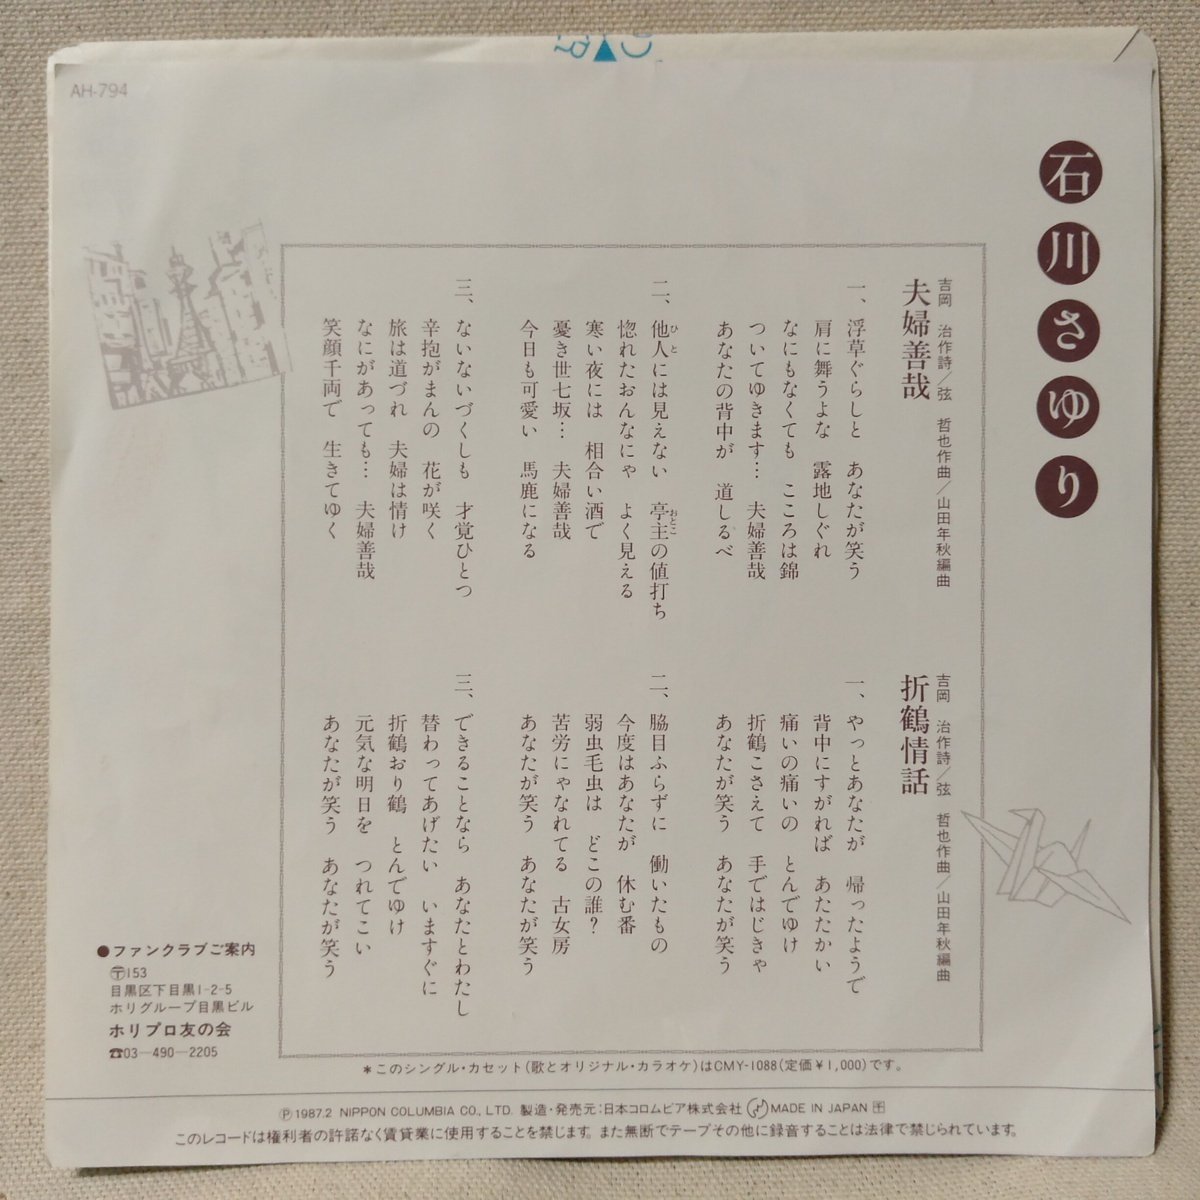 AH-794
石川さゆり
夫婦善哉
吉岡 治作詩/弦 哲也作曲/山田年秋編曲
一、浮草ぐらしと あなたが笑う
肩に舞うよな 露地しぐれ
なにもなくても こころは錦
ついてゆきます… 夫婦善哉
あなたの背中が 道しるべ
二、他人には見えない 亭主の値打ち
ひと
おとこ
惚れたおんなにゃ よく見える
寒い夜には 相合い酒で
憂き世七坂… 夫婦善哉
今日も可愛い 馬鹿になる
三、ないないづくしも 才覚ひとつ
辛抱がまんの 花が咲く
旅は道づれ 夫婦は情け
なにがあっても… 夫婦善哉
笑顔千両で 生きてゆく
折鶴情話
吉岡 治作詩/弦 哲也作曲/山田年秋編曲
一、やっとあなたが 帰ったようで
背中にすがれば あたたかい
痛いの痛いの とんでゆけ
折鶴こさえて 手ではじきゃ
あなたが笑う あなたが笑う
二、脇目ふらずに 働いたもの
今度はあなたが 休む番
弱虫毛虫は どこの誰?
苦労にゃなれてる 古女房
あなたが笑う あなたが笑う
三、できることなら あなたとわたし
替わってあげたい いますぐに
折鶴おり鶴 とんでゆけ
元気な明日を つれてこい
あなたが笑う あなたが笑う
●ファンクラブご案内
〒153
目黒区下目黒1-2-5
ホリグループ目黒ビル
ホリプロ友の会
☎03—490—2205
*このシングル・カセット(歌とオリジナル・カラオケ)はCMY-1088(定価¥1,000)です。
Ⓟ1987.2 NIPPON COLUMBIA CO., LTD. 製造・発売元:日本コロムビア株式会社 MADE IN JAPAN
このレコードは権利者の許諾なく賃貸業に使用することを禁じます。また無断でテープその他に録音することは法律で禁じられています。